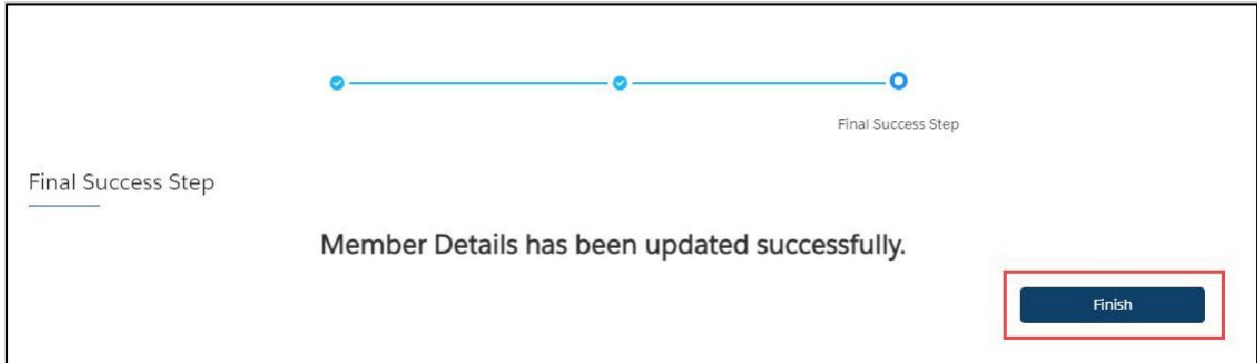 Final Success Step
Final Success Step
Member Details has been updated successfully.
Finish